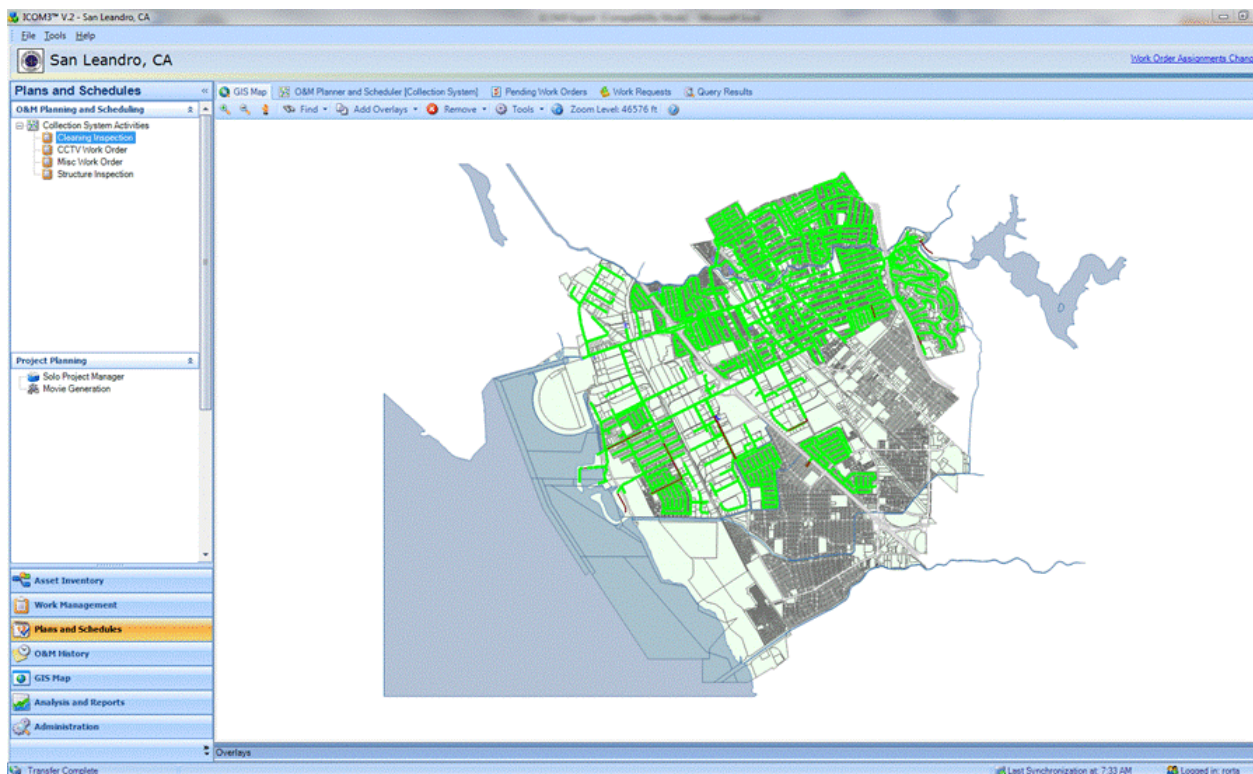 ICOM3™ V.2 - San Leandro, CA
File Tools Help
San Leandro, CA
Work Order Assignments Chang
Plans and Schedules
GIS Map
O&M Planner and Scheduler [Collection System]
Pending Work Orders
Work Requests
Query Results
O&M Planning and Scheduling
Find
Add Overlays
Remove
Tools
Zoom Level: 46576 ft
Collection System Activities
Cleaning Inspection
CCTV Work Order
Misc Work Order
Structure Inspection
Project Planning
Solo Project Manager
Movie Generation
Asset Inventory
Work Management
Plans and Schedules
O&M History
GIS Map
Analysis and Reports
Administration
Overlays
Transfer Complete
Last Synchronization at: 7:33 AM
Logged in: rorta